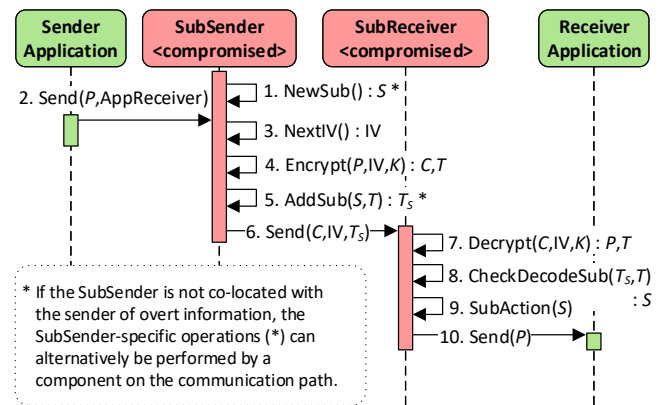 Sender
Application
SubSender
<compromised>
SubReceiver
<compromised>
Receiver
Application
1. NewSub() : S *
2. Send(P,AppReceiver)
3. NextIV() : IV
4. Encrypt(P,IV,K) : C,T
5. AddSub(S,T) : TS *
6. Send(C,IV,TS)
7. Decrypt(C,IV,K) : P,T
8. CheckDecodeSub(TS,T)
: S
9. SubAction(S)
10. Send(P)
* If the SubSender is not co-located with
the sender of overt information, the
SubSender-specific operations (*) can
alternatively be performed by a
component on the communication path.